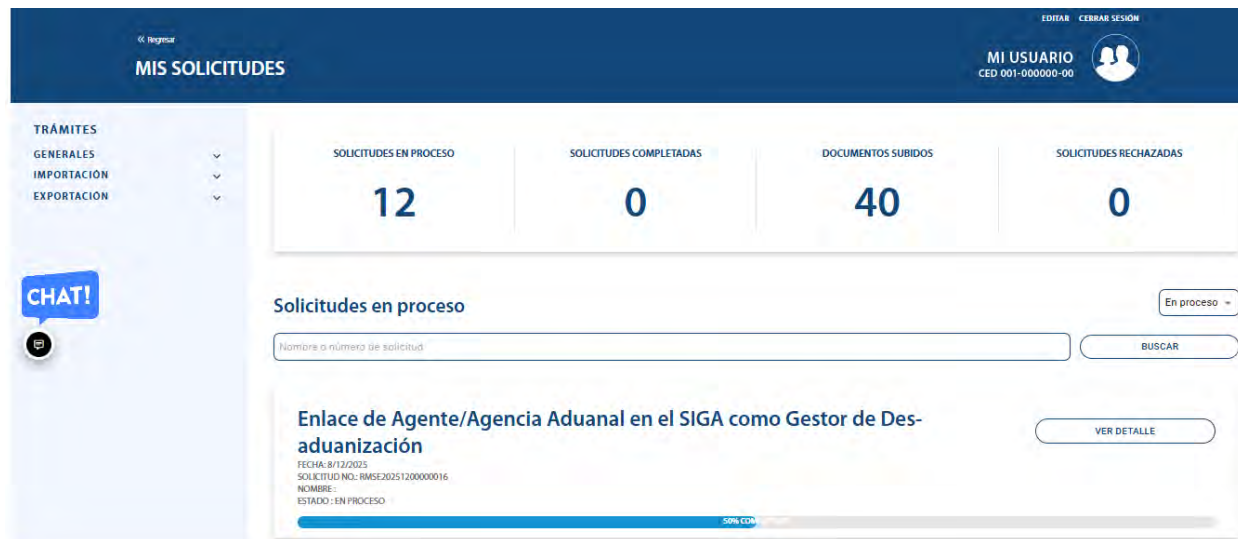 EDITAR CERRAR SESIÓN
« Regresar
MIS SOLICITUDES
MI USUARIO
CED 001-000000-00
TRÁMITES
GENERALES
IMPORTACIÓN
EXPORTACIÓN
CHAT!
SOLICITUDES EN PROCESO
12
SOLICITUDES COMPLETADAS
0
DOCUMENTOS SUBIDOS
40
SOLICITUDES RECHAZADAS
0
Solicitudes en proceso
En proceso
Nombre o número de solicitud
BUSCAR
Enlace de Agente/Agencia Aduanal en el SIGA como Gestor de Des-
aduanización
VER DETALLE
FECHA: 8/12/2025
SOLICITUD NO.: RMSE20251200000016
NOMBRE :
ESTADO : EN PROCESO
50%